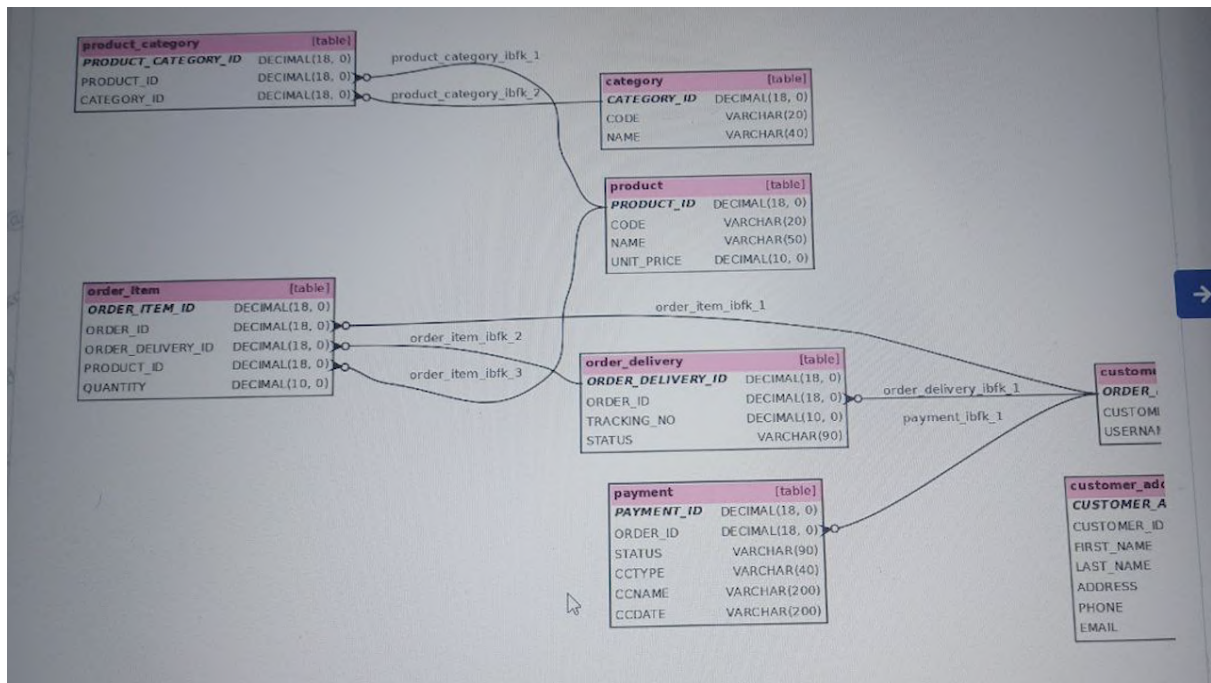 product_category [table]
PRODUCT_CATEGORY_ID DECIMAL(18, 0)
PRODUCT_ID DECIMAL(18, 0)
CATEGORY_ID DECIMAL(18, 0)
product_category_ibfk_1
product_category_ibfk_2
category [table]
CATEGORY_ID DECIMAL(18, 0)
CODE VARCHAR(20)
NAME VARCHAR(40)
product [table]
PRODUCT_ID DECIMAL(18, 0)
CODE VARCHAR(20)
NAME VARCHAR(50)
UNIT_PRICE DECIMAL(10, 0)
order_item [table]
ORDER_ITEM_ID DECIMAL(18, 0)
ORDER_ID DECIMAL(18, 0)
ORDER_DELIVERY_ID DECIMAL(18, 0)
PRODUCT_ID DECIMAL(18, 0)
QUANTITY DECIMAL(10, 0)
order_item_ibfk_1
order_item_ibfk_2
order_item_ibfk_3
order_delivery [table]
ORDER_DELIVERY_ID DECIMAL(18, 0)
ORDER_ID DECIMAL(18, 0)
TRACKING_NO DECIMAL(10, 0)
STATUS VARCHAR(90)
order_delivery_ibfk_1
payment_ibfk_1
payment [table]
PAYMENT_ID DECIMAL(18, 0)
ORDER_ID DECIMAL(18, 0)
STATUS VARCHAR(90)
CCTYPE VARCHAR(40)
CCNAME VARCHAR(200)
CCDATE VARCHAR(200)
ORDER_
CUSTOMER_A
CUSTOMER_ID
FIRST_NAME
LAST_NAME
ADDRESS
PHONE
EMAIL